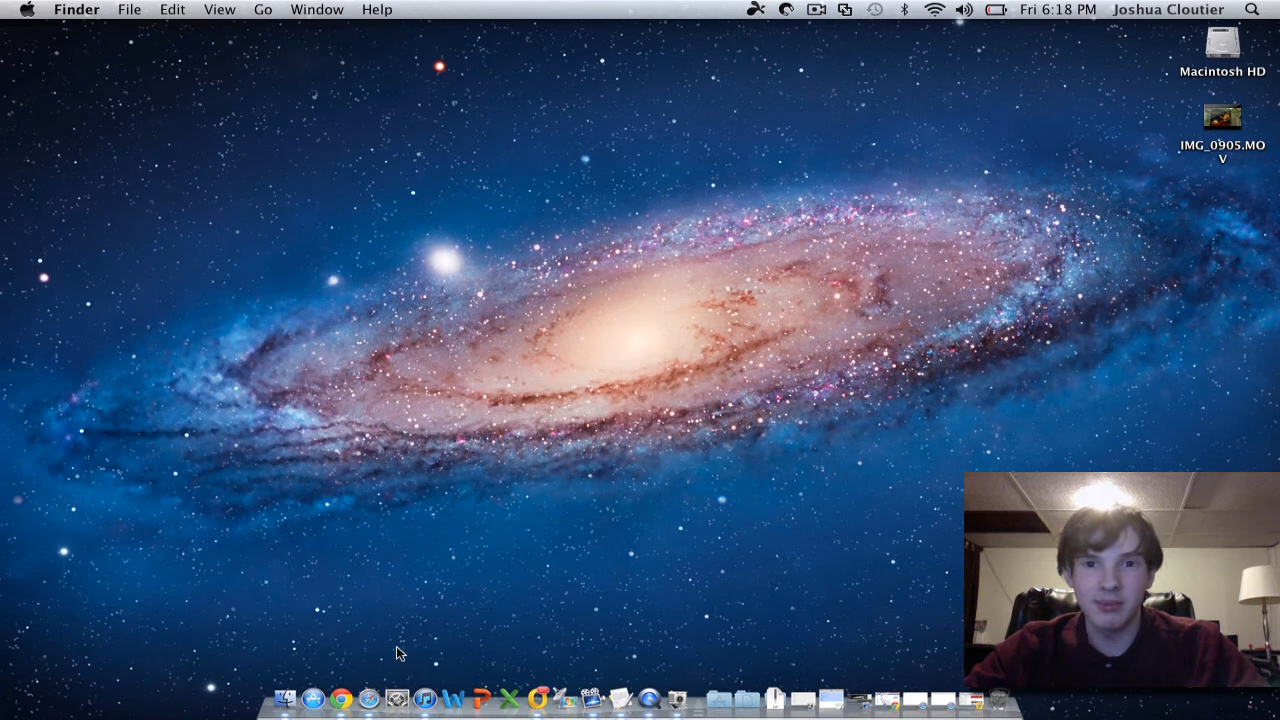 Finder File Edit View Go Window Help Fri 6:18 PM Joshua Cloutier
Macintosh HD
IMG_0905.MO
V